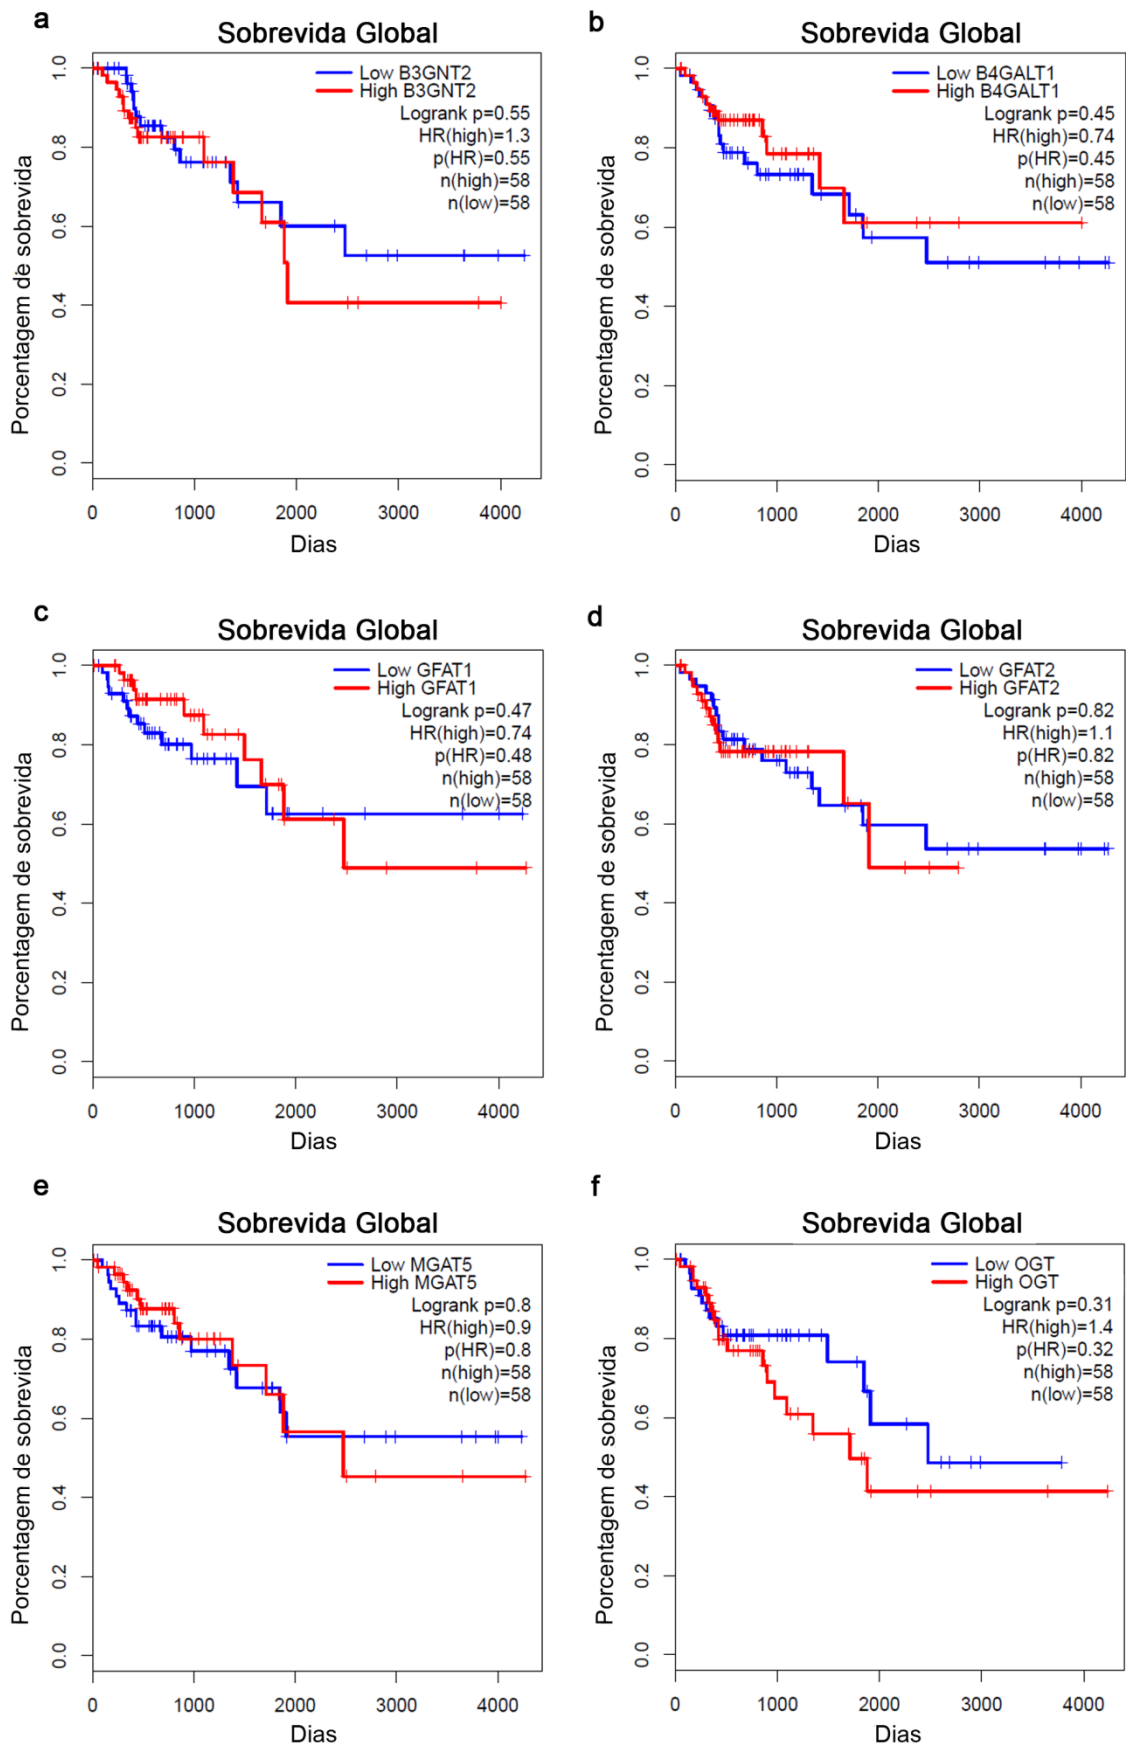 a
Sobrevida Global
Low B3GNT2
High B3GNT2
Logrank p=0.55
HR(high)=1.3
p(HR)=0.55
n(high)=58
n(low)=58
Porcentagem de sobrevida
1.0
0.8
0.6
0.4
0.2
0.0
0 1000 2000 3000 4000
Dias
b
Sobrevida Global
Low B4GALT1
High B4GALT1
Logrank p=0.45
HR(high)=0.74
p(HR)=0.45
n(high)=58
n(low)=58
Porcentagem de sobrevida
1.0
0.8
0.6
0.4
0.2
0.0
0 1000 2000 3000 4000
Dias
c
Sobrevida Global
Low GFAT1
High GFAT1
Logrank p=0.47
HR(high)=0.74
p(HR)=0.48
n(high)=58
n(low)=58
Porcentagem de sobrevida
1.0
0.8
0.6
0.4
0.2
0.0
0 1000 2000 3000 4000
Dias
d
Sobrevida Global
Low GFAT2
High GFAT2
Logrank p=0.82
HR(high)=1.1
p(HR)=0.82
n(high)=58
n(low)=58
Porcentagem de sobrevida
1.0
0.8
0.6
0.4
0.2
0.0
0 1000 2000 3000 4000
Dias
e
Sobrevida Global
Low MGAT5
High MGAT5
Logrank p=0.8
HR(high)=0.9
p(HR)=0.8
n(high)=58
n(low)=58
Porcentagem de sobrevida
1.0
0.8
0.6
0.4
0.2
0.0
0 1000 2000 3000 4000
Dias
f
Sobrevida Global
Low OGT
High OGT
Logrank p=0.31
HR(high)=1.4
p(HR)=0.32
n(high)=58
n(low)=58
Porcentagem de sobrevida
1.0
0.8
0.6
0.4
0.2
0.0
0 1000 2000 3000 4000
Dias